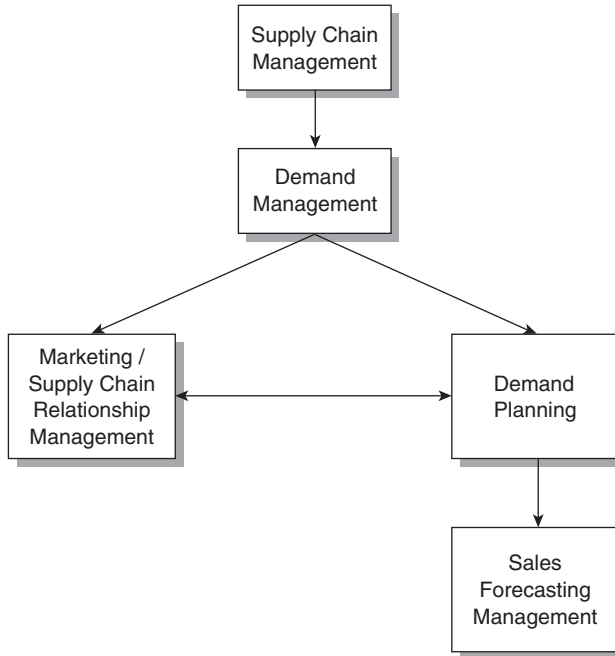 Supply Chain
Management
Demand
Management
Marketing /
Supply Chain
Relationship
Management
Demand
Planning
Sales
Forecasting
Management